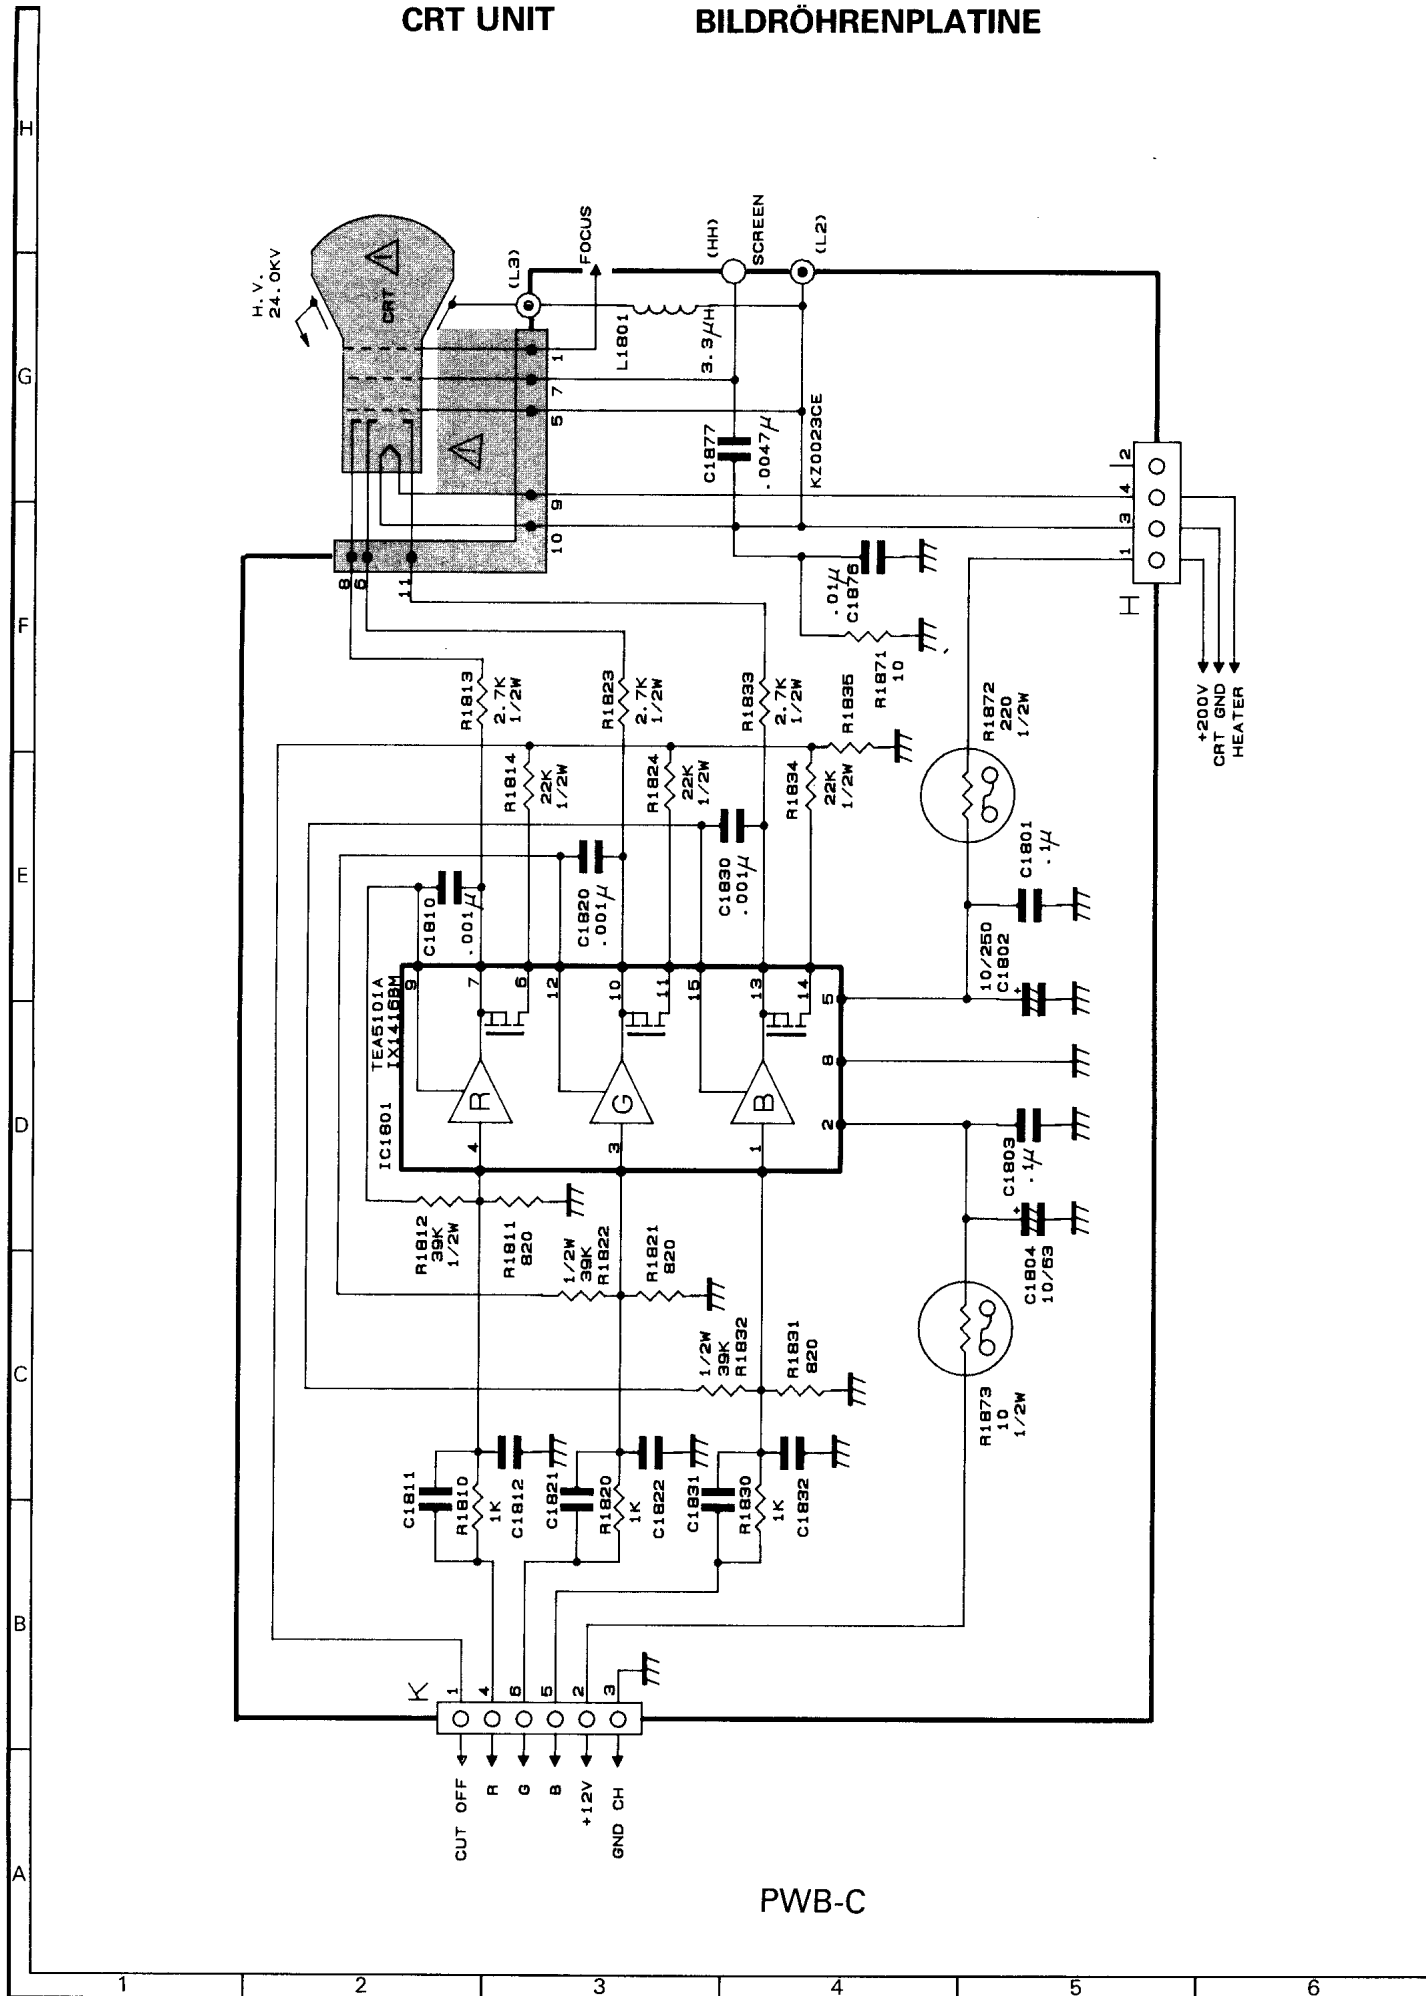 CRT UNIT
BILDRÖHRENPLATINE
H
G
F
E
D
C
B
A
H.V.
24.0KV
CRT
(L3)
FOCUS
(HH)
SCREEN
(L2)
L1801
3.3μH
1
7
5
9
10
C1877
.0047μ
KZ0023CE
2
4
3
1
H
8
6
11
.01μ
C1876
R1871
10
R1813
2.7K
1/2W
R1823
2.7K
1/2W
R1833
2.7K
1/2W
R1835
R1872
220
1/2W
+200V
CRT GND
HEATER
R1814
22K
1/2W
R1824
22K
1/2W
R1834
22K
1/2W
C1810
.001μ
C1820
.001μ
C1830
.001μ
C1801
.1μ
10/250
C1802
+
TEA5101A
IX1416BM
IC1801
9
7
6
12
10
11
15
13
14
5
8
2
R
G
B
4
3
1
C1803
.1μ
+
C1804
10/63
R1812
39K
1/2W
R1811
820
1/2W
39K
R1822
R1821
820
1/2W
39K
R1832
R1831
820
R1873
10
1/2W
C1811
R1810
1K
C1812
C1821
R1820
1K
C1822
C1831
R1830
1K
C1832
K
1
4
6
5
2
3
CUT OFF
R
G
B
+12V
GND CH
PWB-C
1
2
3
4
5
6